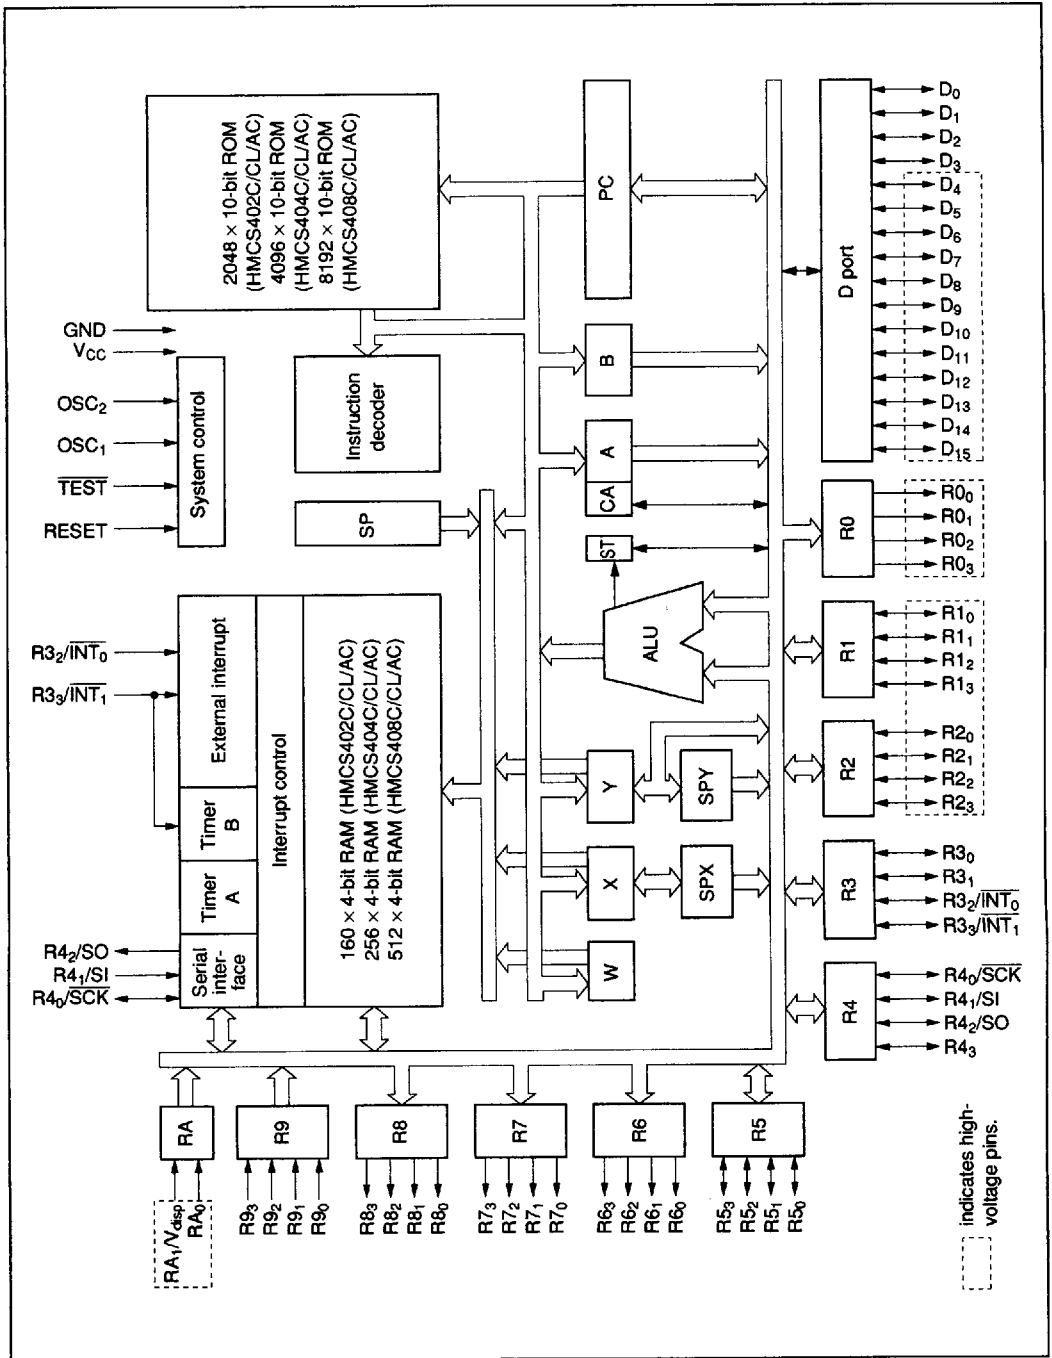 GND
VCC
OSC2
OSC1
TEST
RESET
System control
2048 × 10-bit ROM
(HMCS402C/CL/AC)
4096 × 10-bit ROM
(HMCS404C/CL/AC)
8192 × 10-bit ROM
(HMCS408C/CL/AC)
Instruction
decoder
SP
R32/INT0
R33/INT1
R42/SO
R41/SI
R40/SCK
External interrupt
Timer
B
Timer
A
Serial
inter-
face
Interrupt control
160 × 4-bit RAM (HMCS402C/CL/AC)
256 × 4-bit RAM (HMCS404C/CL/AC)
512 × 4-bit RAM (HMCS408C/CL/AC)
PC
B
A
CA
ST
ALU
Y
SPY
X
SPX
W
D port
D0
D1
D2
D3
D4
D5
D6
D7
D8
D9
D10
D11
D12
D13
D14
D15
R0
R00
R01
R02
R03
R1
R10
R11
R12
R13
R2
R20
R21
R22
R23
R3
R30
R31
R32/INT0
R33/INT1
R4
R40/SCK
R41/SI
R42/SO
R43
RA
RA1/Vdisp
RA0
R9
R93
R92
R91
R90
R8
R83
R82
R81
R80
R7
R73
R72
R71
R70
R6
R63
R62
R61
R60
R5
R53
R52
R51
R50
indicates high-
voltage pins.